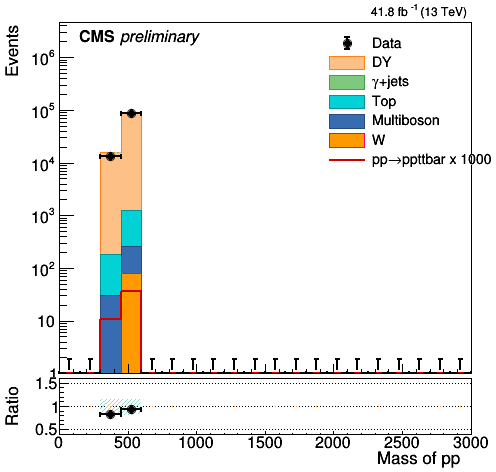 41.8 fb⁻¹ (13 TeV)
CMS preliminary
Events
Data
DY
γ+jets
Top
Multiboson
W
pp→ppttbar x 1000
10⁶
10⁵
10⁴
10³
10²
10
1
Ratio
1.5
1
0.5
0 500 1000 1500 2000 2500 3000
Mass of pp